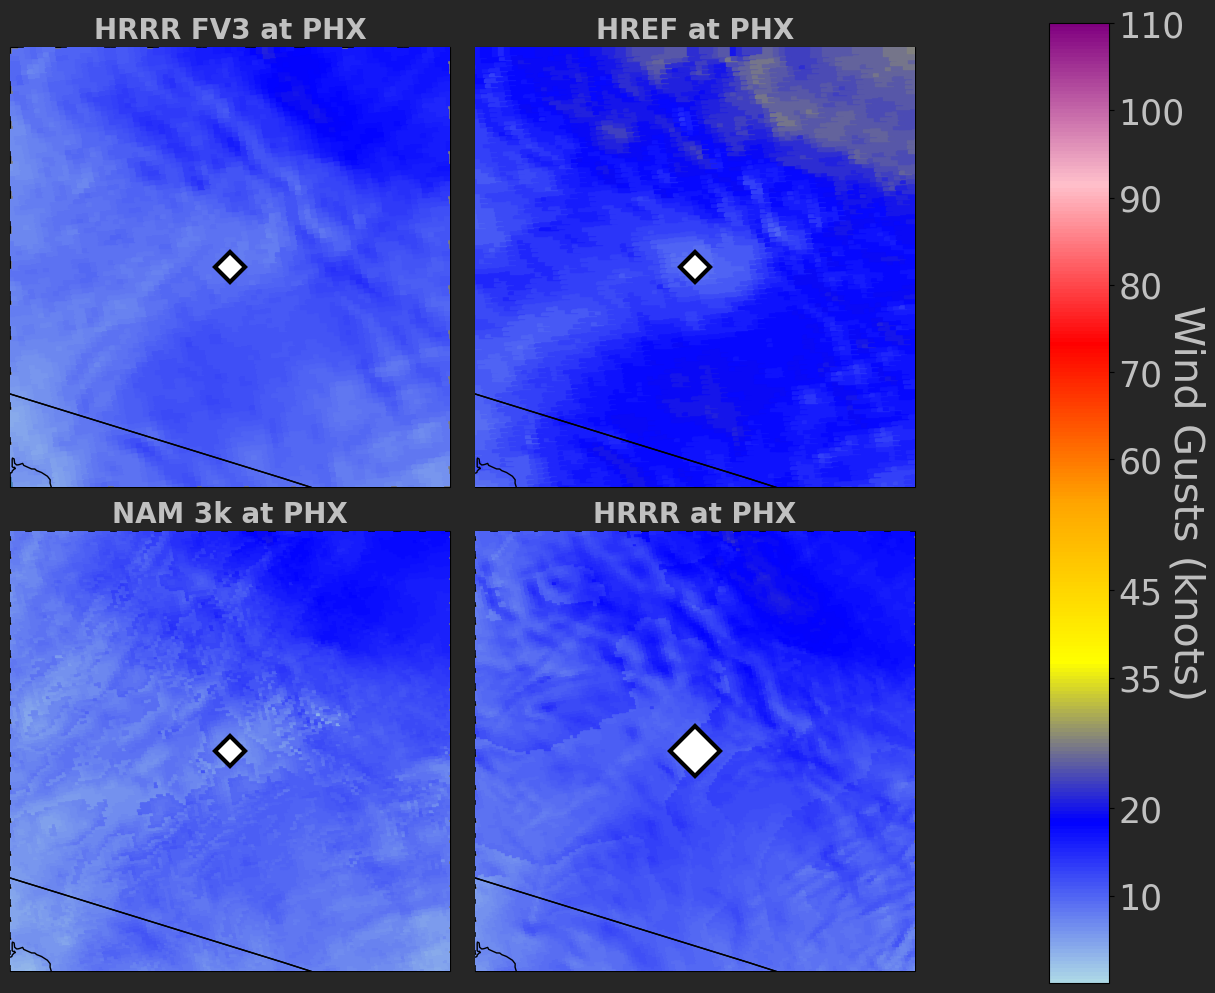 HRRR FV3 at PHX
HREF at PHX
NAM 3k at PHX
HRRR at PHX
110
100
90
80
70
60
45
35
20
10
Wind Gusts (knots)